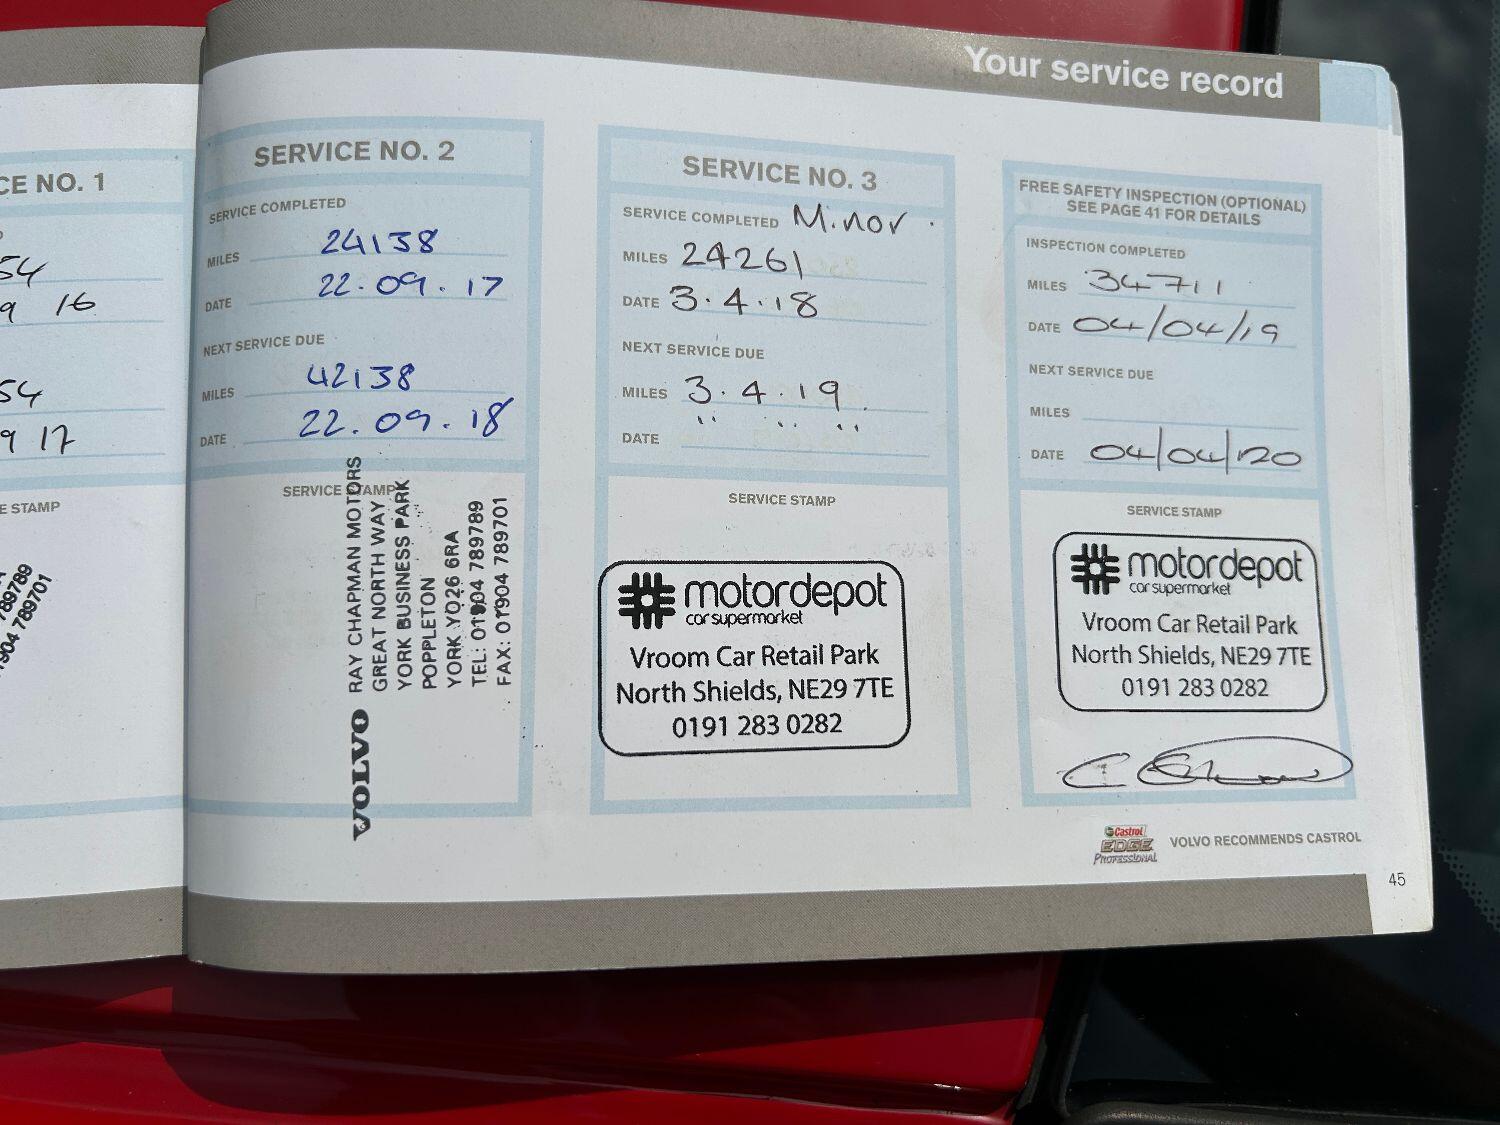 Your service record
CE NO. 1
54
9 16
54
9 17
E STAMP
789789
904 789701
SERVICE NO. 2
SERVICE COMPLETED
MILES 24138
DATE 22.09.17
NEXT SERVICE DUE
MILES 42138
DATE 22.09.18
SERVICE STAMP
VOLVO RAY CHAPMAN MOTORS
GREAT NORTH WAY
YORK BUSINESS PARK
POPPLETON
YORK YO26 6RA
TEL: 01904 789789
FAX: 01904 789701
SERVICE NO. 3
SERVICE COMPLETED Minor
MILES 24261
DATE 3.4.18
NEXT SERVICE DUE
MILES 3.4.19
DATE " " "
SERVICE STAMP
motordepot
car supermarket
Vroom Car Retail Park
North Shields, NE29 7TE
0191 283 0282
FREE SAFETY INSPECTION (OPTIONAL)
SEE PAGE 41 FOR DETAILS
INSPECTION COMPLETED
MILES 34711
DATE 04/04/19
NEXT SERVICE DUE
MILES
DATE 04/04/20
SERVICE STAMP
motordepot
car supermarket
Vroom Car Retail Park
North Shields, NE29 7TE
0191 283 0282
Castrol
EDGE
PROFESSIONAL
VOLVO RECOMMENDS CASTROL
45